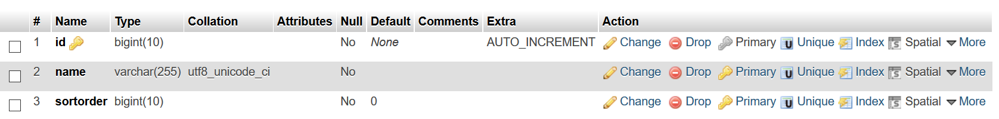 # Name Type Collation Attributes Null Default Comments Extra Action
1 id bigint(10) No None AUTO_INCREMENT Change Drop Primary Unique Index Spatial More
2 name varchar(255) utf8_unicode_ci No Change Drop Primary Unique Index Spatial More
3 sortorder bigint(10) No 0 Change Drop Primary Unique Index Spatial More